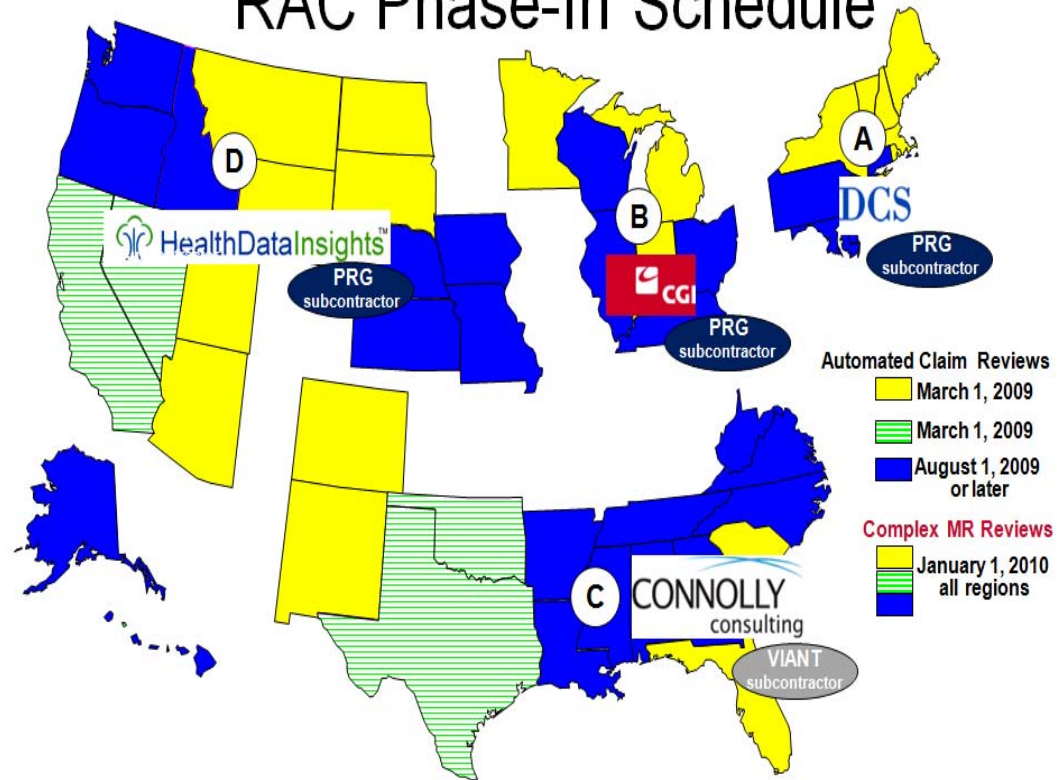 RAC Phase-In Schedule
A
D
B
DCS
HealthDataInsights™
PRG
subcontractor
PRG
subcontractor
CGI
PRG
subcontractor
Automated Claim Reviews
March 1, 2009
March 1, 2009
August 1, 2009
or later
Complex MR Reviews
January 1, 2010
all regions
C
CONNOLLY
consulting
VIANT
subcontractor